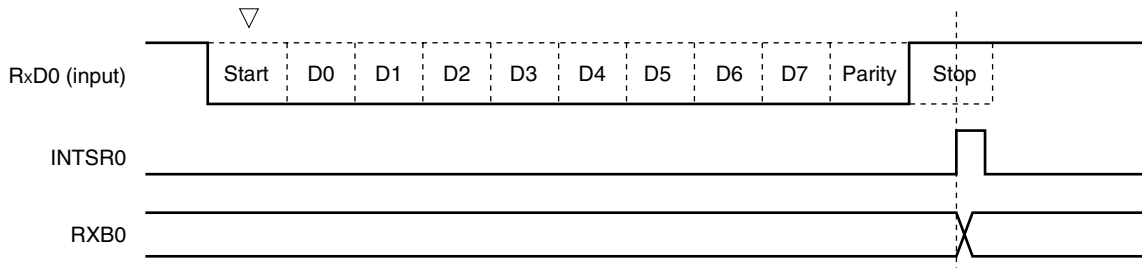 RxD0 (input) Start D0 D1 D2 D3 D4 D5 D6 D7 Parity Stop
INTSR0
RXB0